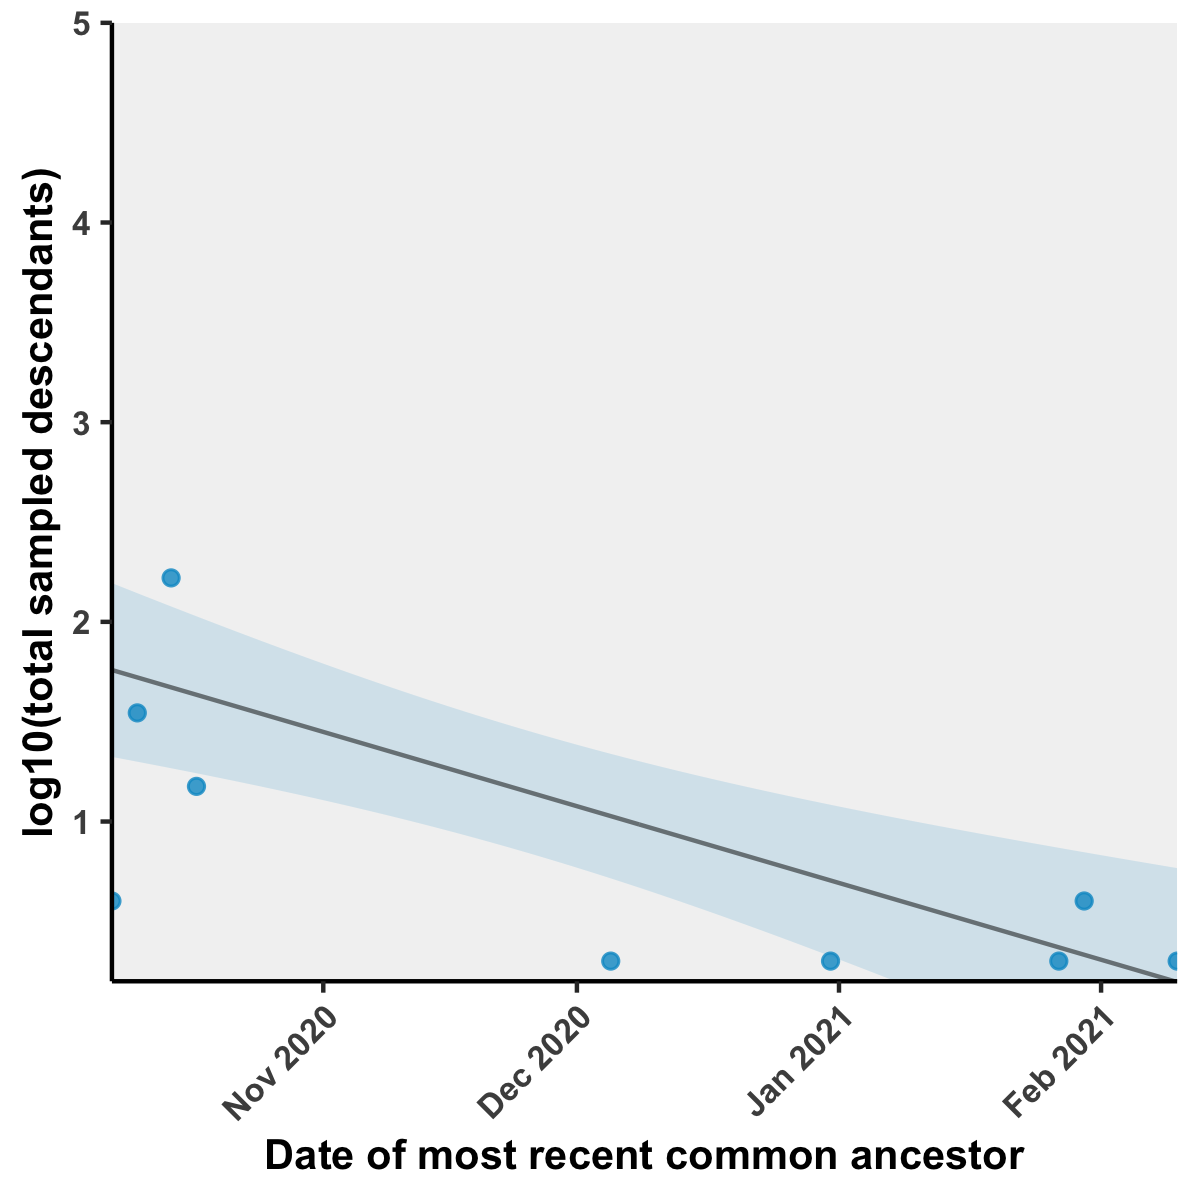 log10(total sampled descendants)
5
4
3
2
1
Nov 2020
Dec 2020
Jan 2021
Feb 2021
Date of most recent common ancestor